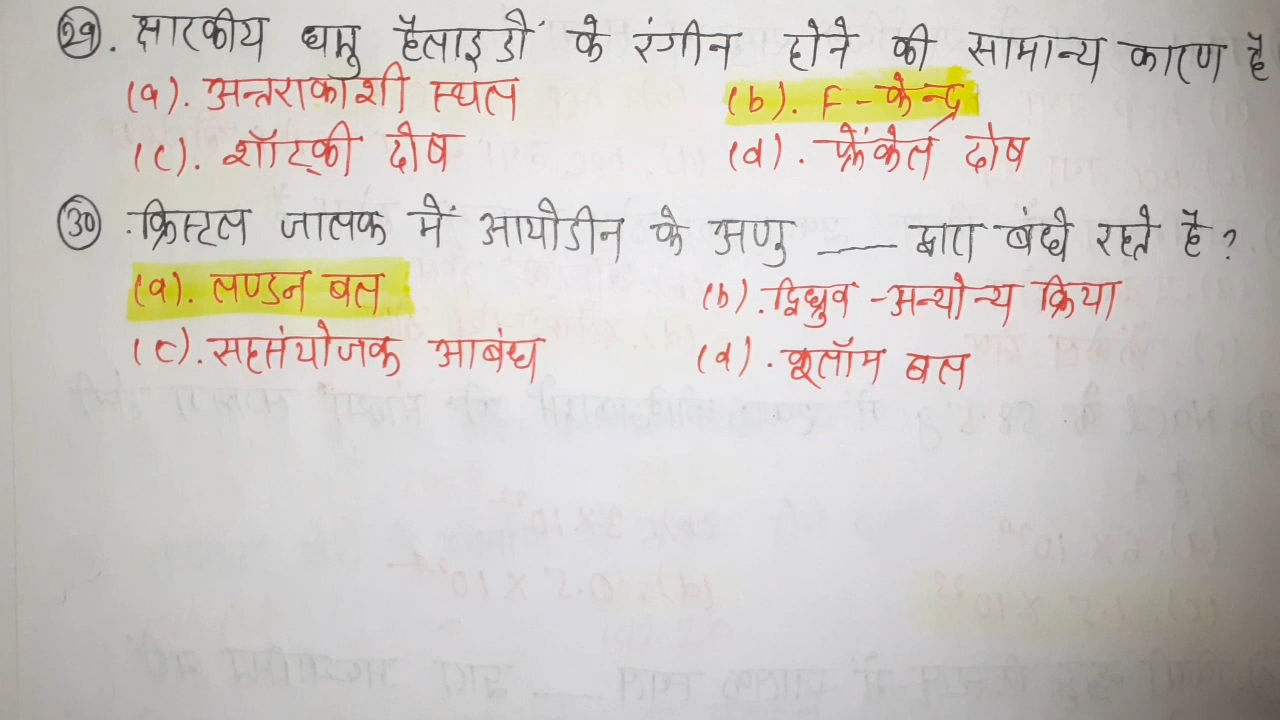 (29). क्षारकीय धातु हैलाइडों के रंगीन होने की सामान्य कारण है
(a). अन्तराकाशी स्थल (b). F-केन्द्र
(c). शॉट्की दोष (d). फ्रेंकेल दोष
(30) . क्रिस्टल जालक में आयोडीन के अणु ___ द्वारा बंधे रहते है?
(a). लण्डन बल (b). द्विध्रुव -अन्योन्य क्रिया
(c). सहसंयोजक आबंध (d). कूलॉम बल